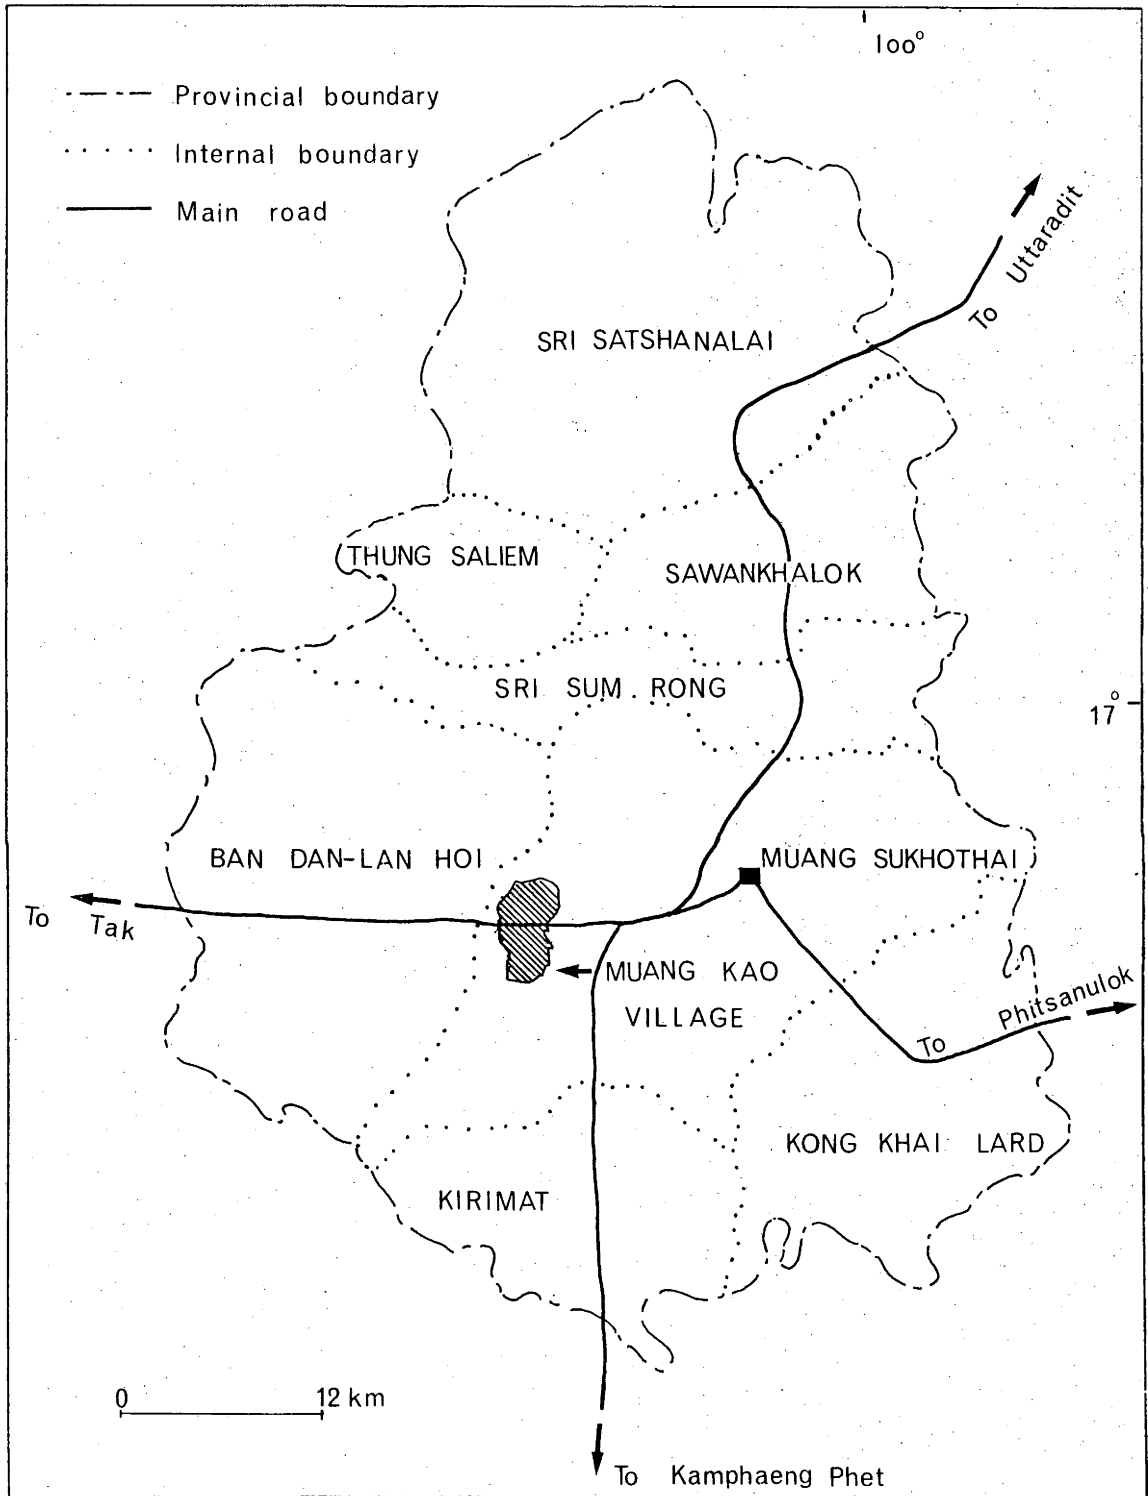 100°
Provincial boundary
Internal boundary
Main road
To Uttaradit
SRI SATSHANALAI
THUNG SALIEM
SAWANKHALOK
SRI SUM. RONG
17°
BAN DAN-LAN HOI
MUANG SUKHOTHAI
To Tak
MUANG KAO
VILLAGE
To Phitsanulok
KONG KHAI LARD
KIRIMAT
0 12 km
To Kamphaeng Phet